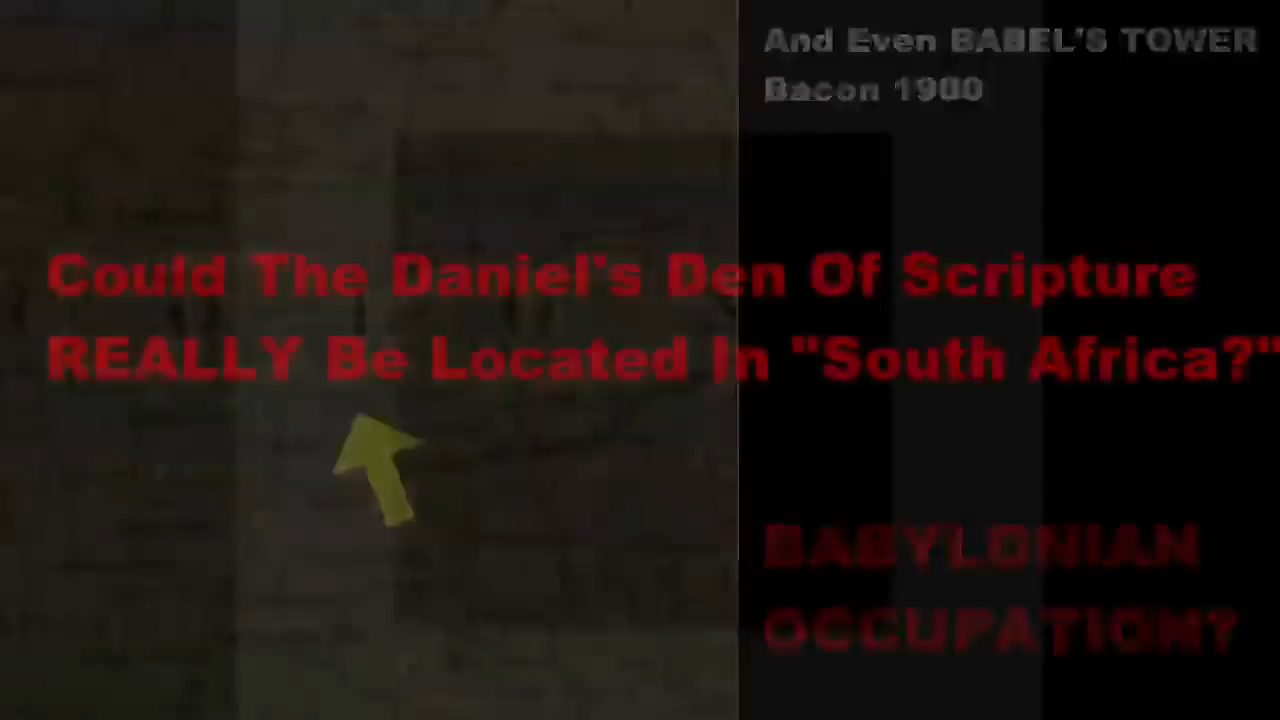 And Even BABEL'S TOWER
Bacon 1900
Could The Daniel's Den Of Scripture
REALLY Be Located In "South Africa?"
BABYLONIAN
OCCUPATION?